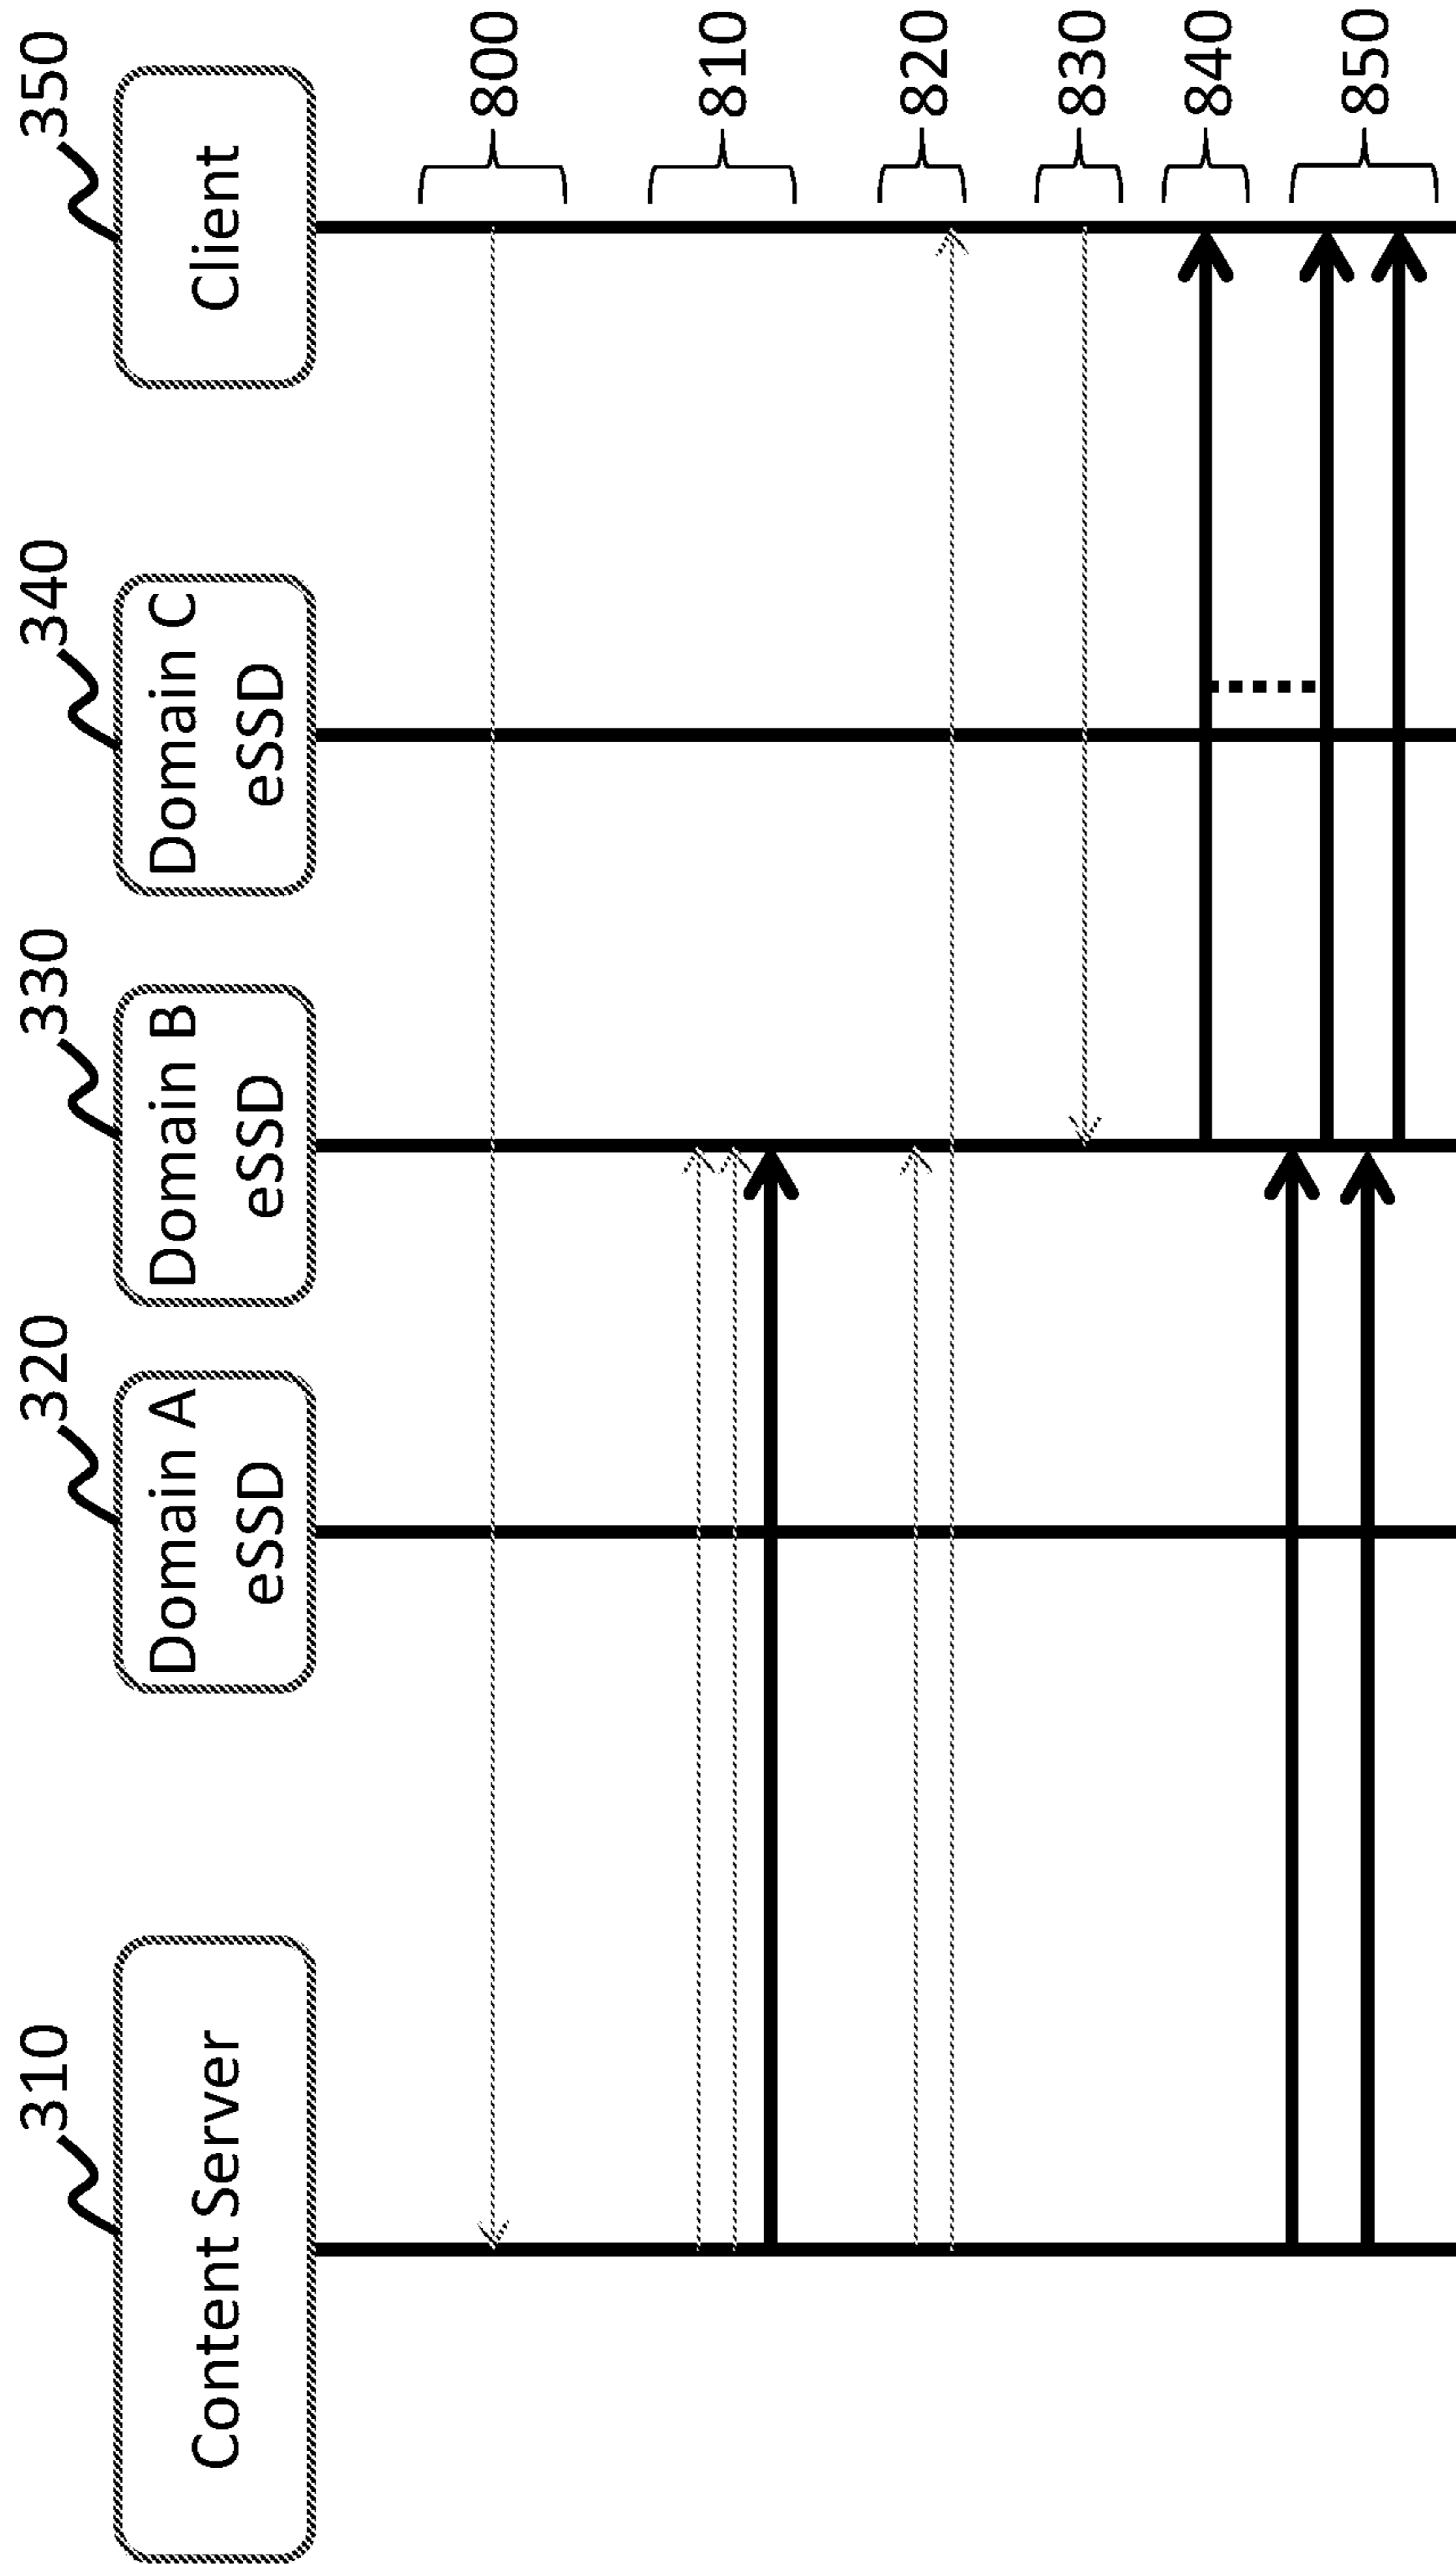 310
320
330
340
350
Content Server
Domain A
eSSD
Domain B
eSSD
Domain C
eSSD
Client
800
810
820
830
840
850